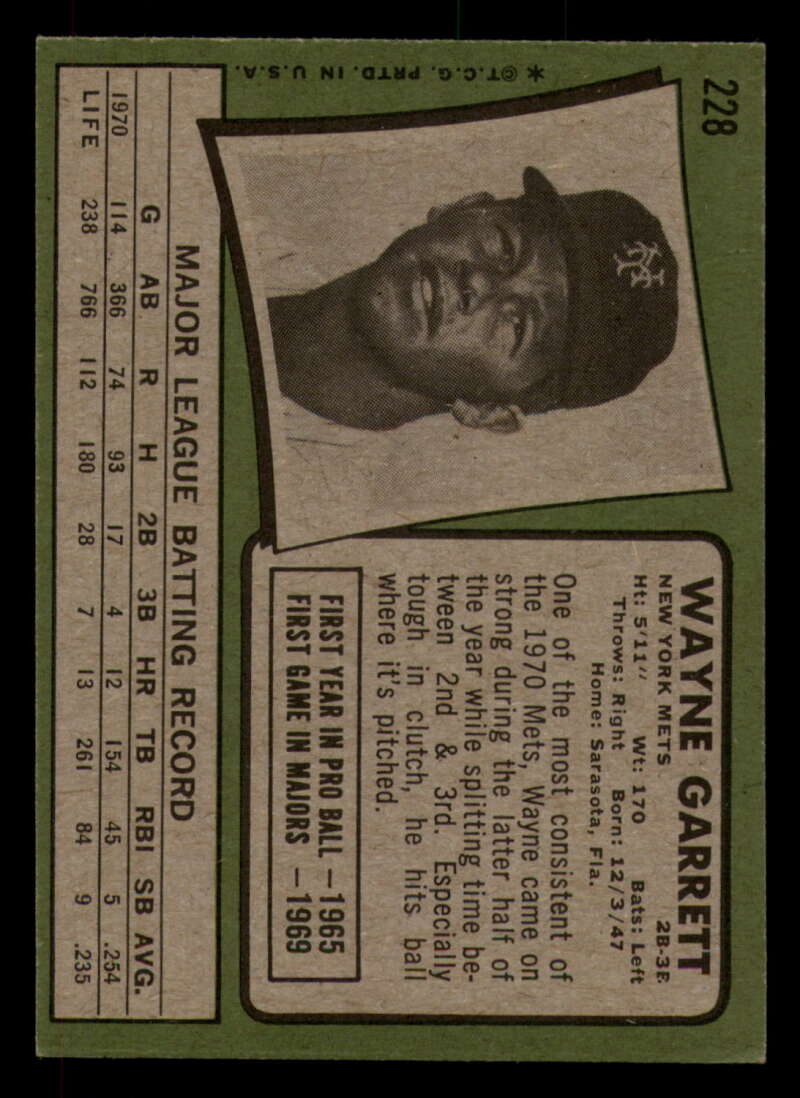 228
*©T.C.G. PRTD. IN U.S.A.
NY
WAYNE GARRETT
NEW YORK METS 2B-3B
Ht: 5'11" Wt: 170 Bats: Left
Throws: Right Born: 12/3/47
Home: Sarasota, Fla.
One of the most consistent of
the 1970 Mets, Wayne came on
strong during the latter half of
the year while splitting time be-
tween 2nd & 3rd. Especially
tough in clutch, he hits ball
where it's pitched.
FIRST YEAR IN PRO BALL —1965
FIRST GAME IN MAJORS —1969
MAJOR LEAGUE BATTING RECORD
G AB R H 2B 3B HR TB RBI SB AVG.
1970 114 366 74 93 17 4 12 154 45 5 .254
LIFE 238 766 112 180 28 7 13 261 84 9 .235